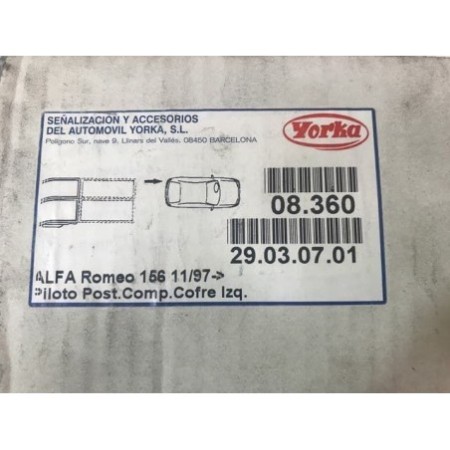 SEÑALIZACIÓN Y ACCESORIOS
DEL AUTOMOVIL YORKA, S.L.
Polígono Sur, nave 9, Llinars del Vallés, 08450 BARCELONA
Yorka
08.360
29.03.07.01
ALFA Romeo 156 11/97->
Piloto Post.Comp.Cofre Izq.